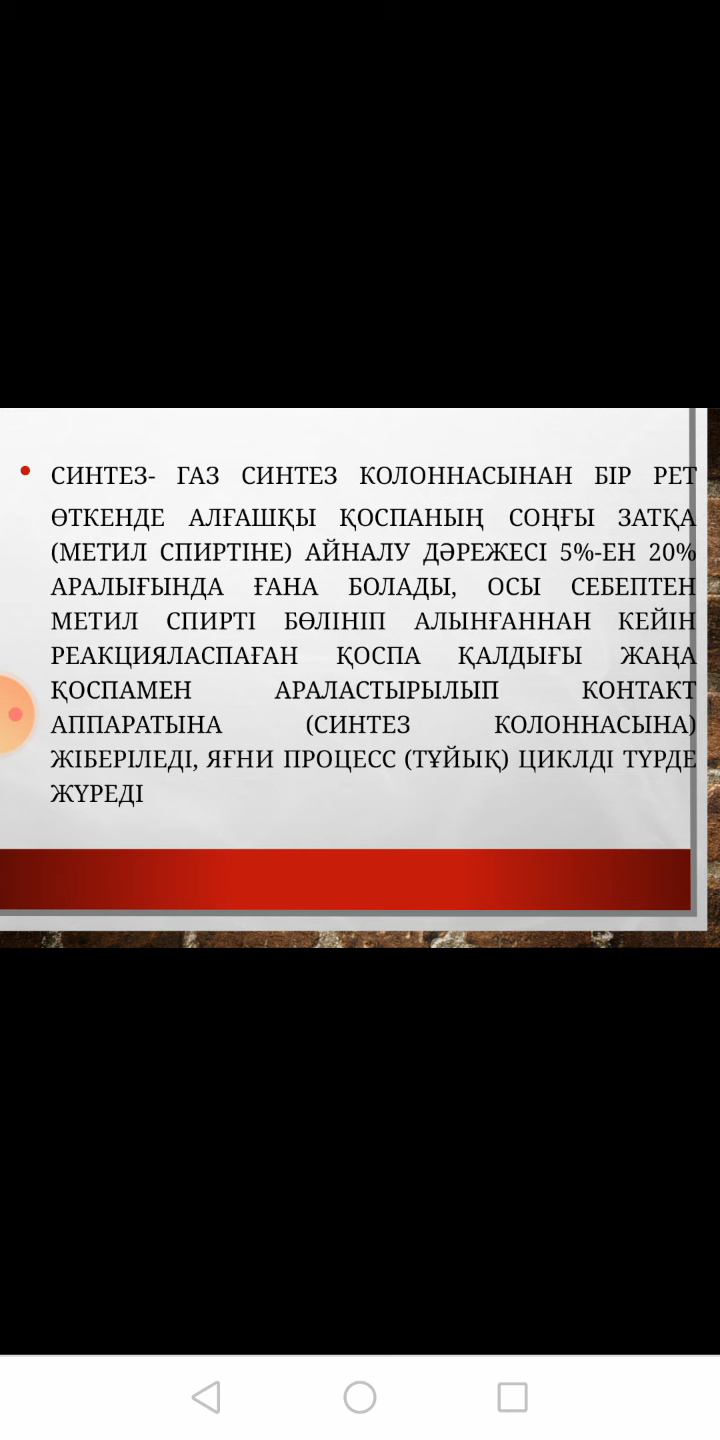 СИНТЕЗ- ГАЗ СИНТЕЗ КОЛОННАСЫНАН БІР РЕТ
ӨТКЕНДЕ АЛҒАШҚЫ ҚОСПАНЫҢ СОҢҒЫ ЗАТҚА
(МЕТИЛ СПИРТІНЕ) АЙНАЛУ ДӘРЕЖЕСІ 5%-ЕН 20%
АРАЛЫҒЫНДА ҒАНА БОЛАДЫ, ОСЫ СЕБЕПТЕН
МЕТИЛ СПИРТІ БӨЛІНІП АЛЫНҒАННАН КЕЙІН
РЕАКЦИЯЛАСПАҒАН ҚОСПА ҚАЛДЫҒЫ ЖАҢА
ҚОСПАМЕН АРАЛАСТЫРЫЛЫП КОНТАКТ
АППАРАТЫНА (СИНТЕЗ КОЛОННАСЫНА)
ЖІБЕРІЛЕДІ, ЯҒНИ ПРОЦЕСС (ТҰЙЫҚ) ЦИКЛДІ ТҮРДЕ
ЖҮРЕДІ